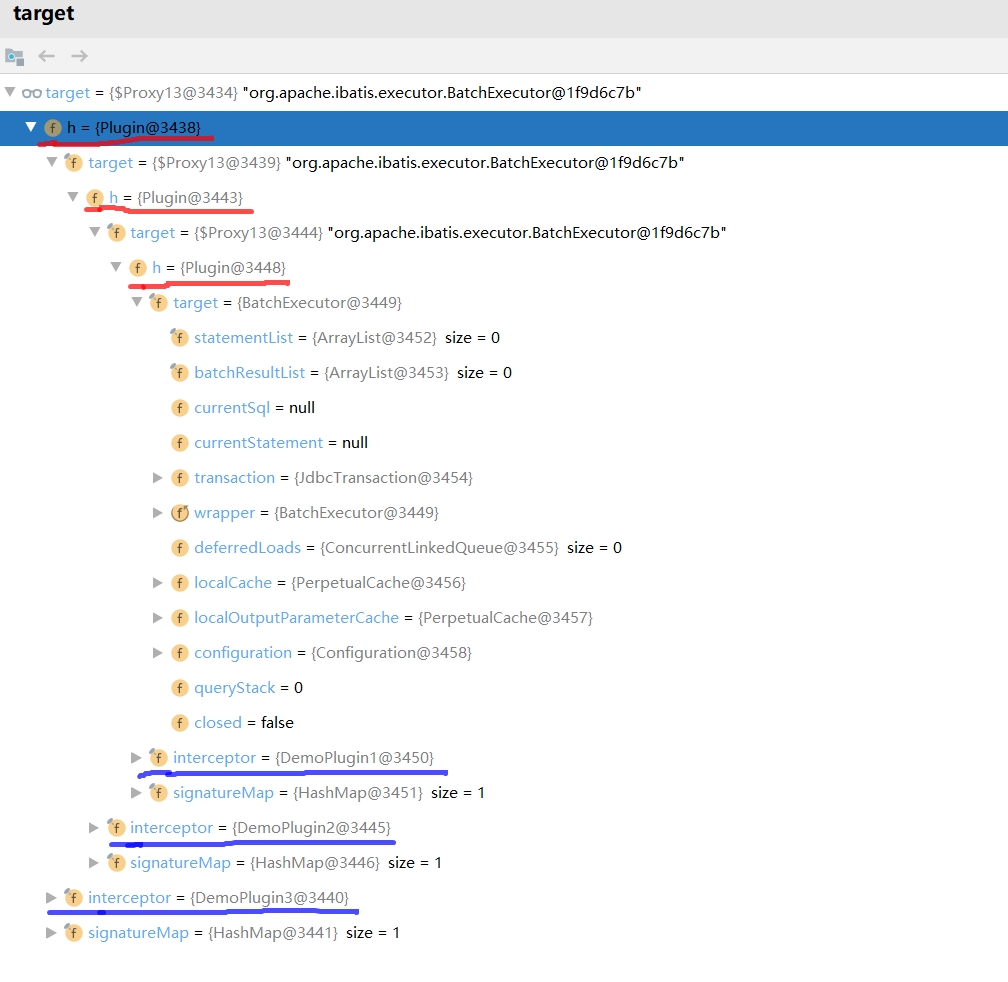 target
target = {$Proxy13@3434} "org.apache.ibatis.executor.BatchExecutor@1f9d6c7b"
f h = {Plugin@3438}
f target = {$Proxy13@3439} "org.apache.ibatis.executor.BatchExecutor@1f9d6c7b"
f h = {Plugin@3443}
f target = {$Proxy13@3444} "org.apache.ibatis.executor.BatchExecutor@1f9d6c7b"
f h = {Plugin@3448}
f target = {BatchExecutor@3449}
f statementList = {ArrayList@3452} size = 0
f batchResultList = {ArrayList@3453} size = 0
f currentSql = null
f currentStatement = null
f transaction = {JdbcTransaction@3454}
f wrapper = {BatchExecutor@3449}
f deferredLoads = {ConcurrentLinkedQueue@3455} size = 0
f localCache = {PerpetualCache@3456}
f localOutputParameterCache = {PerpetualCache@3457}
f configuration = {Configuration@3458}
f queryStack = 0
f closed = false
f interceptor = {DemoPlugin1@3450}
f signatureMap = {HashMap@3451} size = 1
f interceptor = {DemoPlugin2@3445}
f signatureMap = {HashMap@3446} size = 1
f interceptor = {DemoPlugin3@3440}
f signatureMap = {HashMap@3441} size = 1